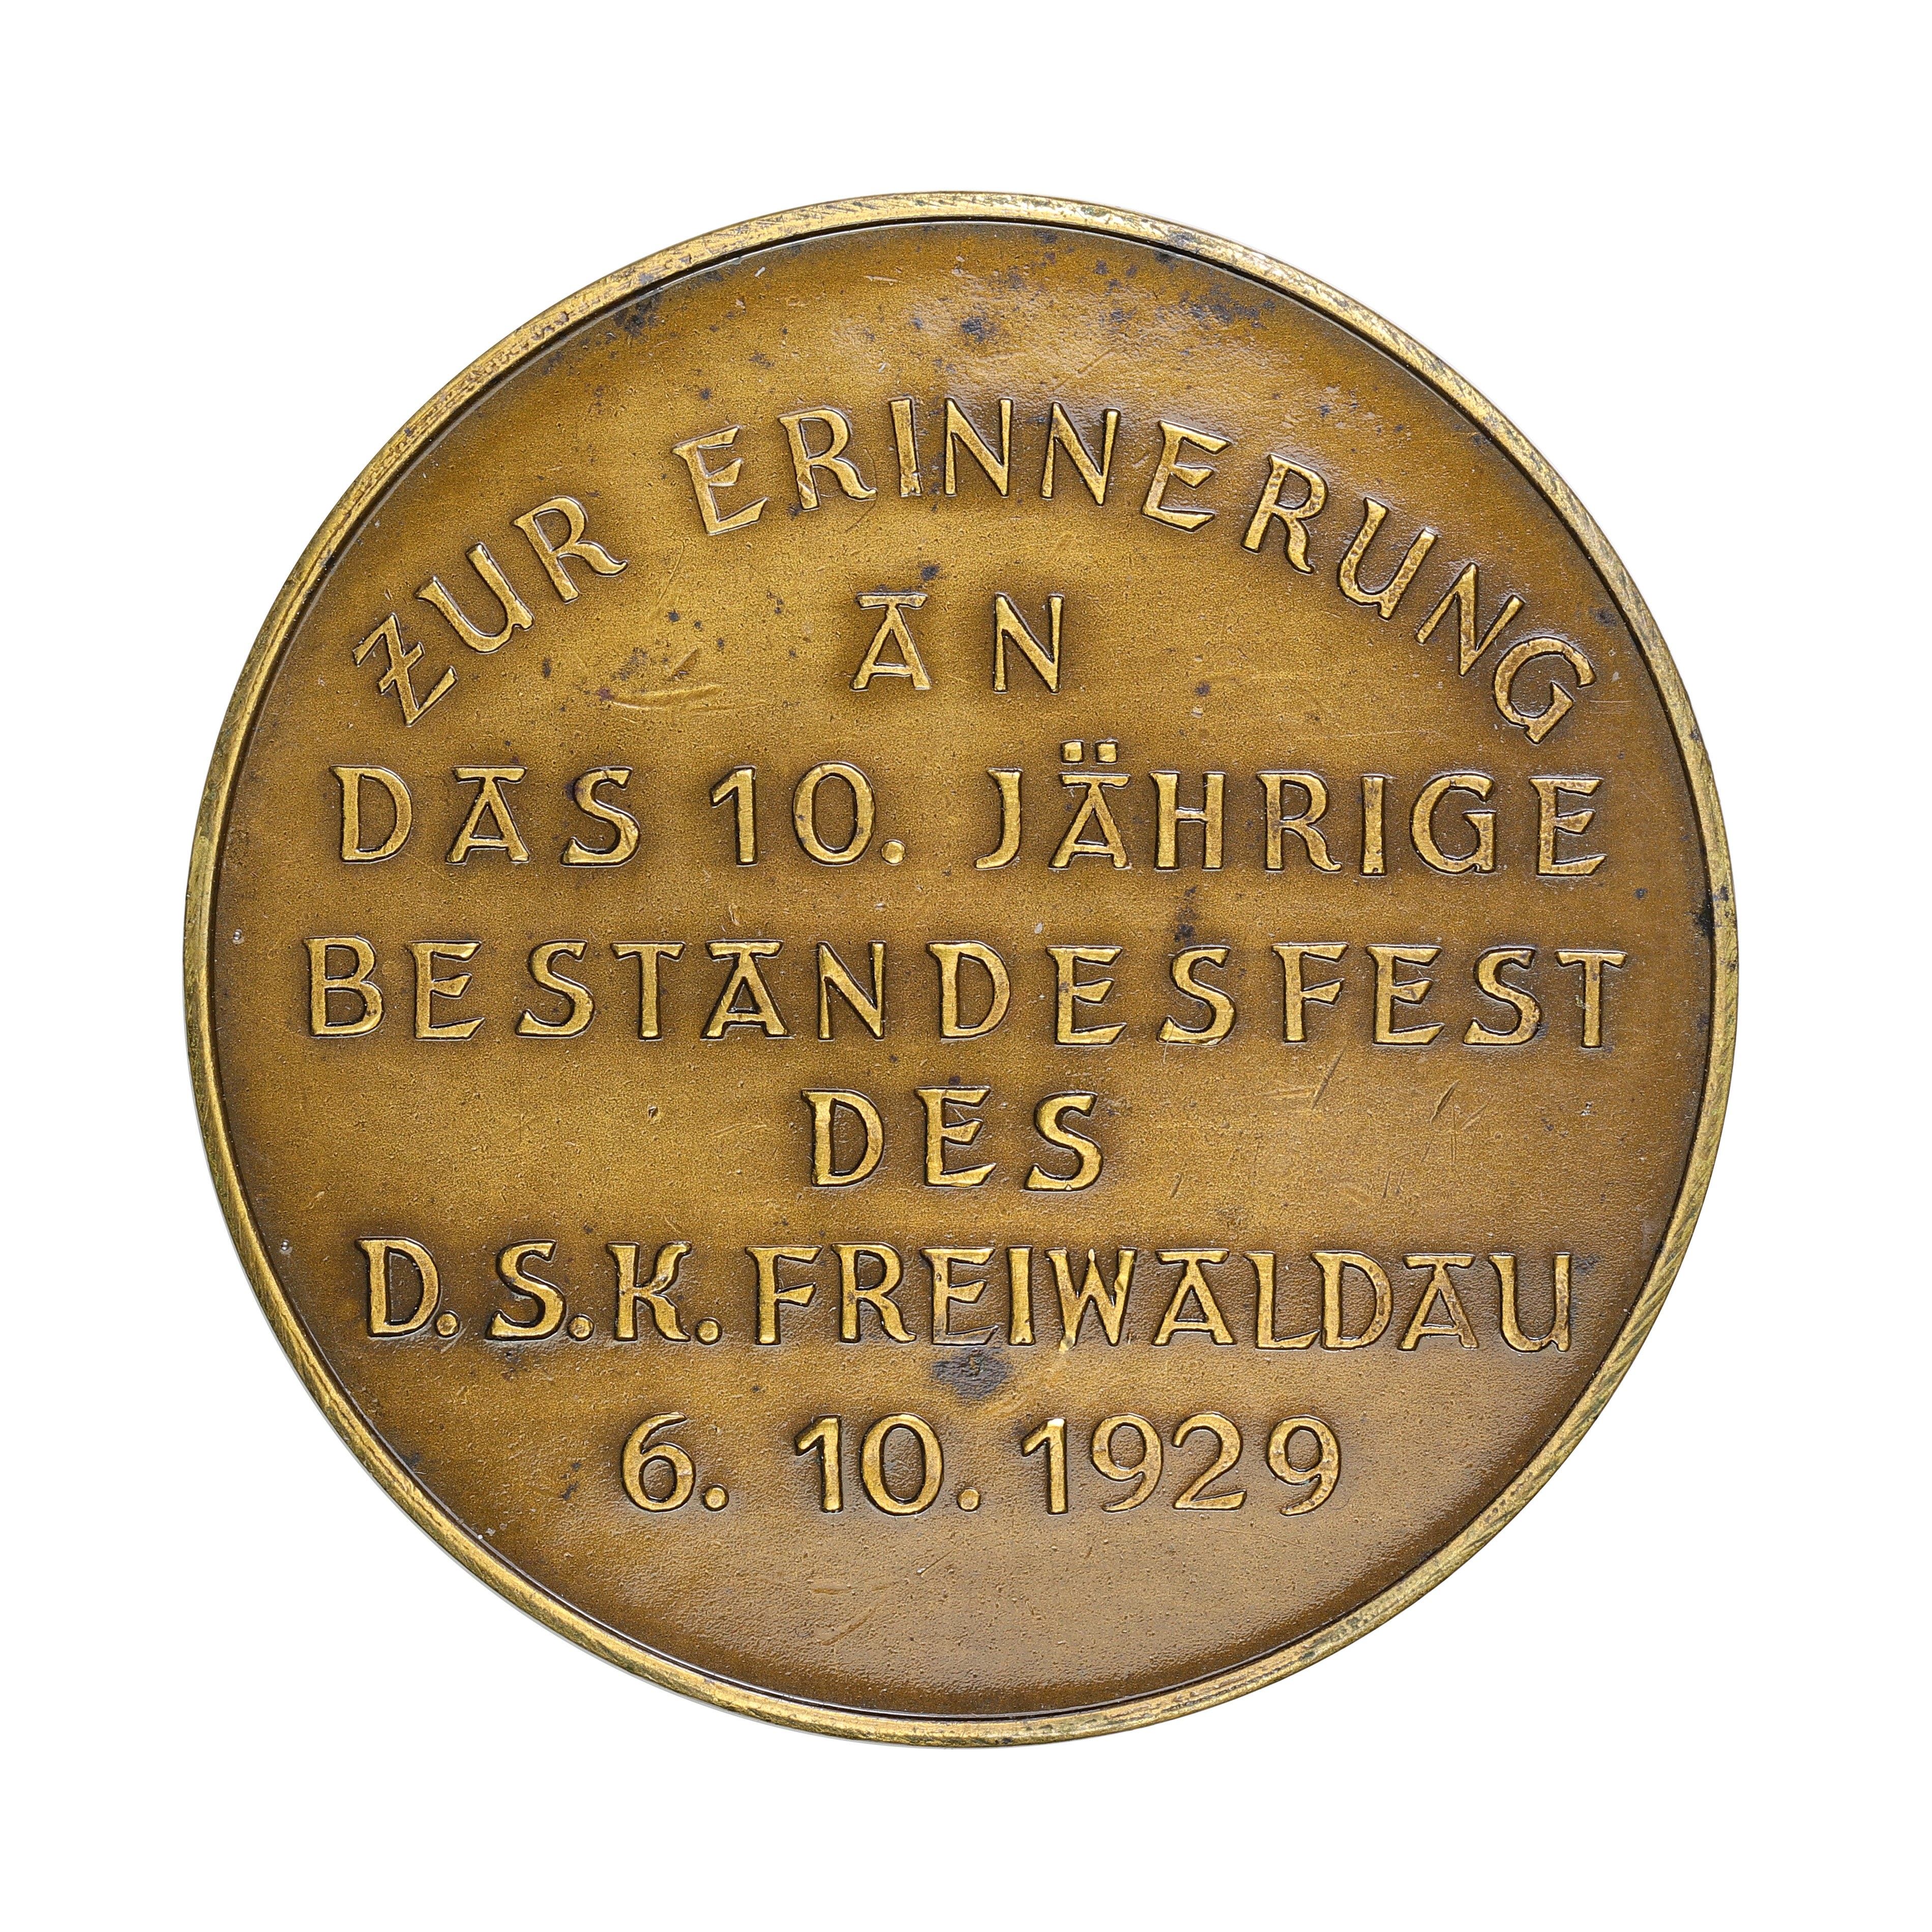 ZUR ERINNERUNG
AN
DAS 10. JÄHRIGE
BESTANDESFEST
DES
D.S.K. FREIWALDAU
6. 10. 1929